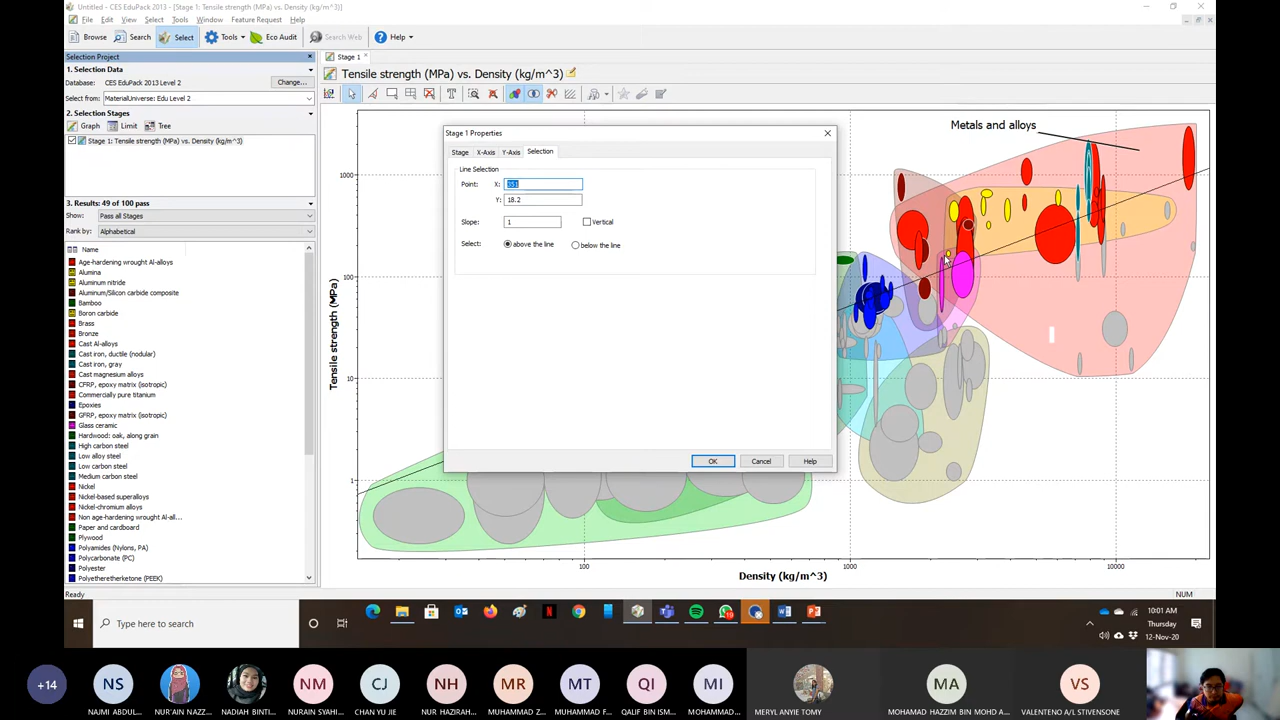 Untitled - CES EduPack 2013 - [Stage 1: Tensile strength (MPa) vs. Density (kg/m^3)]
File Edit View Select Tools Window Feature Request Help
Browse Search Select Tools Eco Audit Search Web Help
Selection Project
1. Selection Data
Database: CES EduPack 2013 Level 2 Change...
Select from: MaterialUniverse: Edu Level 2
2. Selection Stages
Graph Limit Tree
Stage 1: Tensile strength (MPa) vs. Density (kg/m^3)
3. Results: 49 of 100 pass
Show: Pass all Stages
Rank by: Alphabetical
Name
Age-hardening wrought Al-alloys
Alumina
Aluminum nitride
Aluminum/Silicon carbide composite
Bamboo
Boron carbide
Brass
Bronze
Cast Al-alloys
Cast iron, ductile (nodular)
Cast iron, gray
Cast magnesium alloys
CFRP, epoxy matrix (isotropic)
Commercially pure titanium
Epoxies
GFRP, epoxy matrix (isotropic)
Glass ceramic
Hardwood: oak, along grain
High carbon steel
Low alloy steel
Low carbon steel
Medium carbon steel
Nickel
Nickel-based superalloys
Nickel-chromium alloys
Non age-hardening wrought Al-all...
Paper and cardboard
Plywood
Polyamides (Nylons, PA)
Polycarbonate (PC)
Polyester
Polyetheretherketone (PEEK)
Ready
Stage 1
Tensile strength (MPa) vs. Density (kg/m^3)
Stage 1 Properties
Stage X-Axis Y-Axis Selection
Line Selection
Point: X: 351
Y: 18.2
Slope: 1 Vertical
Select: above the line below the line
OK Cancel Help
Metals and alloys
Tensile strength (MPa)
1000
100
10
1
100 1000 10000
Density (kg/m^3)
NUM
Type here to search
10:01 AM
Thursday
12-Nov-20
+14 NS NM CJ NH MR MT QI MI MA VS
NAJMI ABDUL... NUR'AIN NAZZ... NADIAH BINTI... NURAIN SYAHI... CHAN YU JIE NUR HAZIRAH... MUHAMMAD Z... MUHAMMAD F... QALIF BIN ISM... MOHAMMAD... MERYL ANYIE TOMY MOHAMAD HAZZIM BIN MOHD A... VALENTENO A/L STIVENSONE